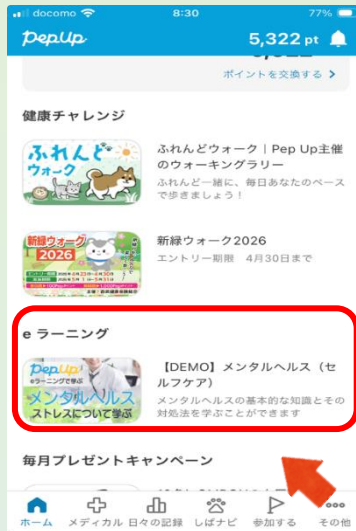 docomo 8:30 77%
PepUp 5,322 pt
ポイントを交換する >
健康チャレンジ
ふれんど
ウォーク
ふれんどウォーク｜Pep Up主催
のウォーキングラリー
ふれんど一緒に、毎日あなたのペース
で歩きましょう！
新緑ウォーク
2026
新緑ウォーク2026
エントリー期限 4月30日まで
e ラーニング
PepUp
eラーニングで学ぶ
メンタルヘルス
ストレスについて学ぶ
【DEMO】メンタルヘルス（セ
ルフケア）
メンタルヘルスの基本的な知識とその
対処法を学ぶことができます
毎月プレゼントキャンペーン
ホーム メディカル 日々の記録 しばナビ 参加する その他